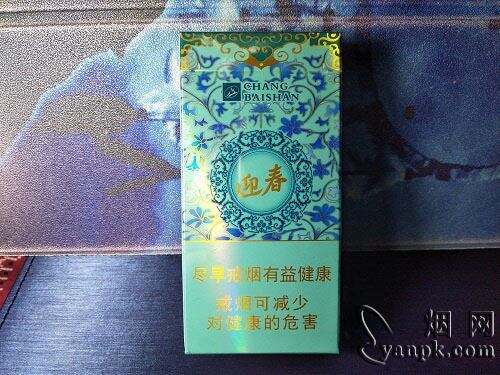 CHANG
BAISHAN
迎春
尽早戒烟有益健康
戒烟可减少
对健康的危害
烟网
yanpk.com